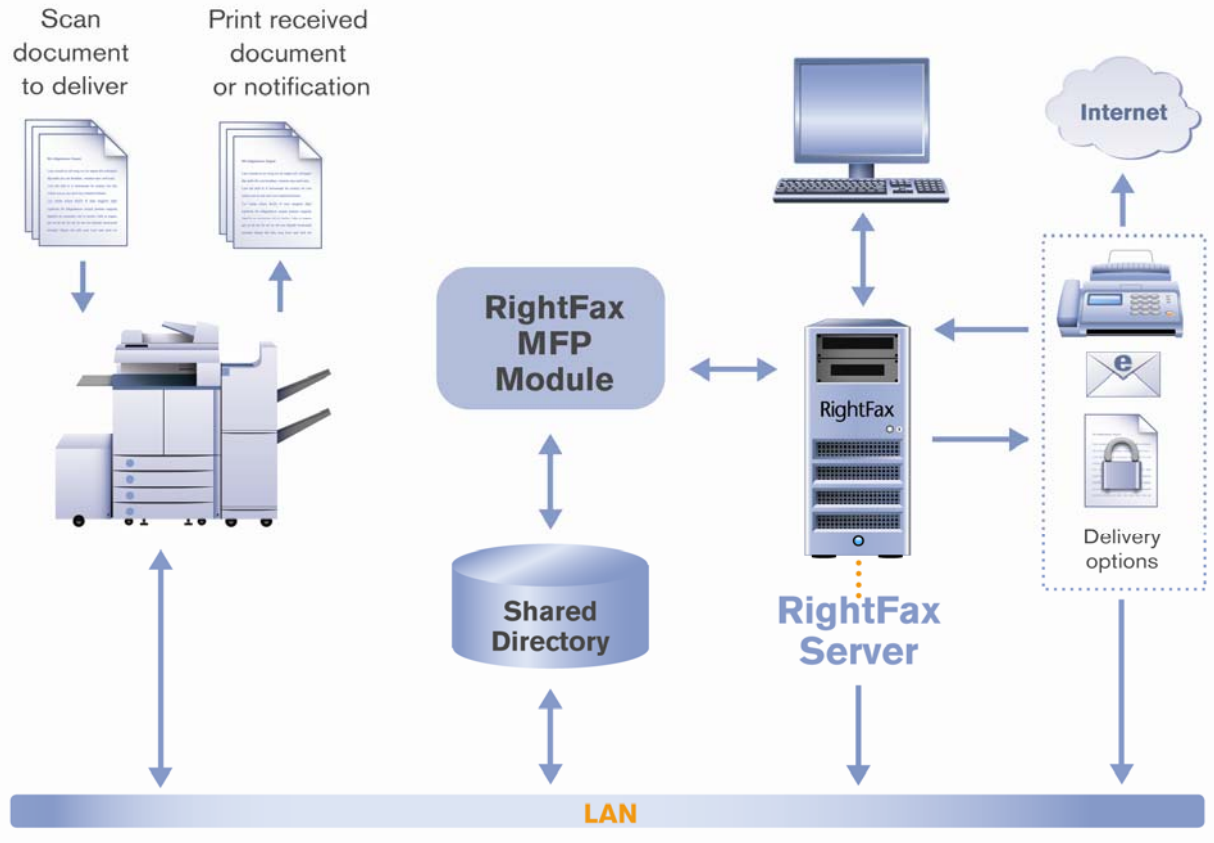 Scan
document
to deliver
Print received
document
or notification
Internet
RightFax
MFP
Module
RightFax
e
Delivery
options
Shared
Directory
RightFax
Server
LAN